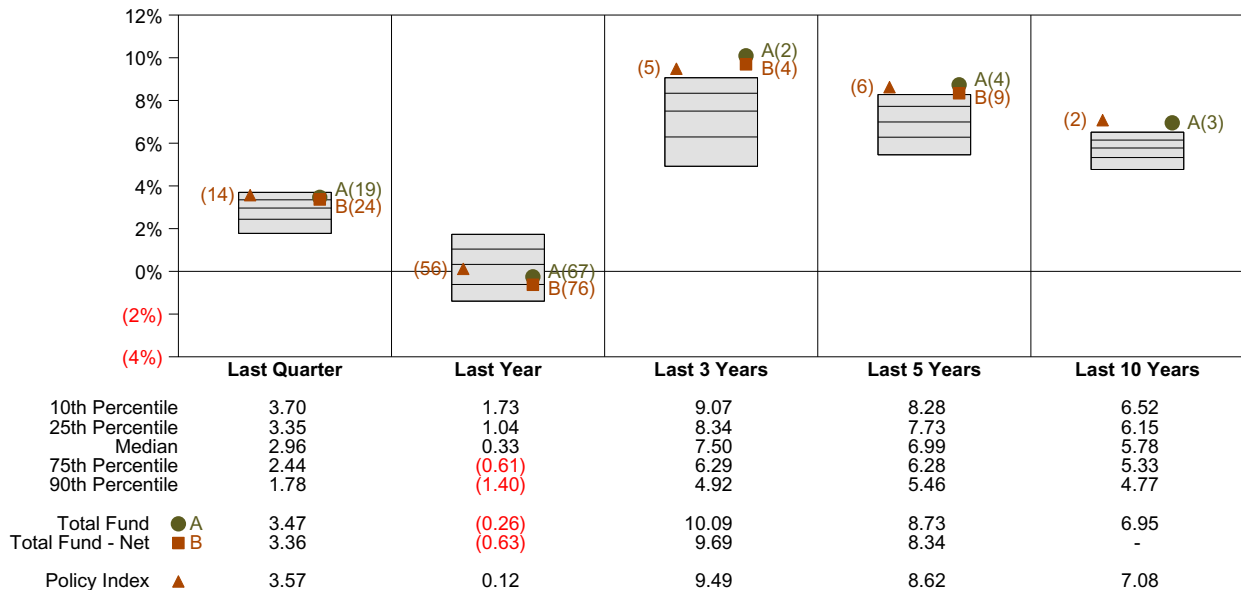 12%
10%
8%
6%
4%
2%
0%
(2%)
(4%)
(14)
A(19)
B(24)
(56)
A(67)
B(76)
(5)
A(2)
B(4)
(6)
A(4)
B(9)
(2)
A(3)
Last Quarter Last Year Last 3 Years Last 5 Years Last 10 Years
10th Percentile 3.70 1.73 9.07 8.28 6.52
25th Percentile 3.35 1.04 8.34 7.73 6.15
Median 2.96 0.33 7.50 6.99 5.78
75th Percentile 2.44 (0.61) 6.29 6.28 5.33
90th Percentile 1.78 (1.40) 4.92 5.46 4.77
Total Fund A 3.47 (0.26) 10.09 8.73 6.95
Total Fund - Net B 3.36 (0.63) 9.69 8.34 -
Policy Index 3.57 0.12 9.49 8.62 7.08